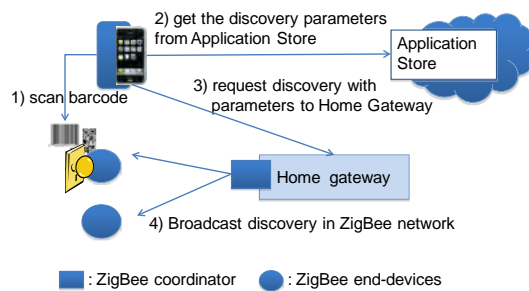 2) get the discovery parameters
from Application Store
Application
Store
3) request discovery with
parameters to Home Gateway
1) scan barcode
Home gateway
4) Broadcast discovery in ZigBee network
: ZigBee coordinator
: ZigBee end-devices